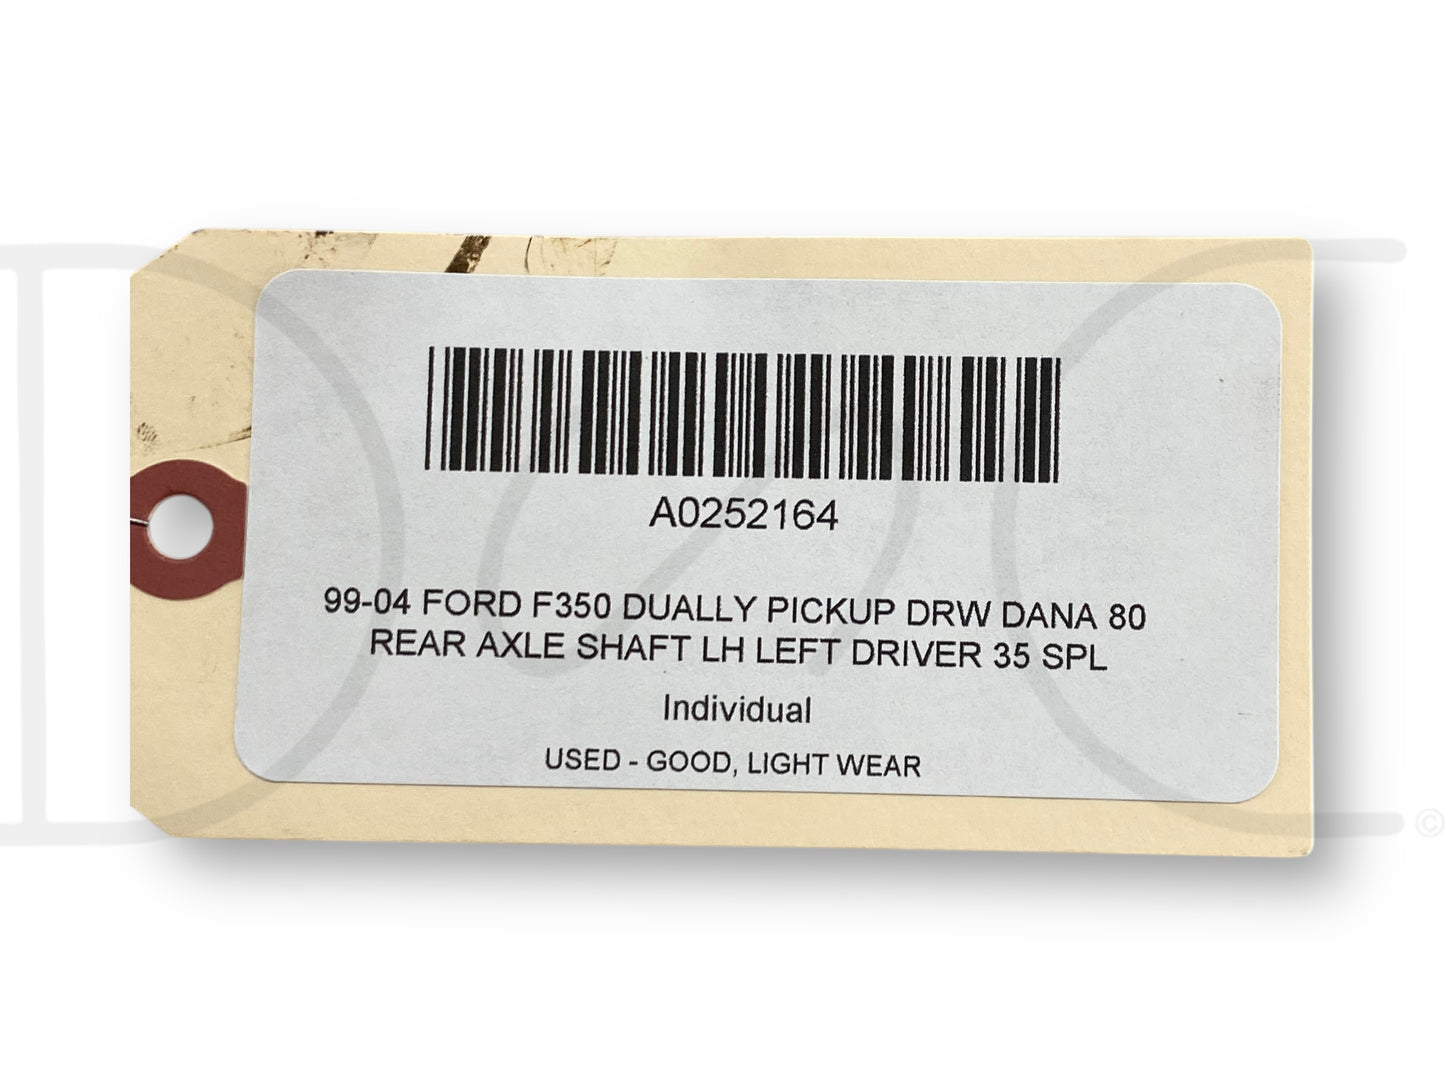 A0252164
99-04 FORD F350 DUALLY PICKUP DRW DANA 80
REAR AXLE SHAFT LH LEFT DRIVER 35 SPL
Individual
USED - GOOD, LIGHT WEAR
©